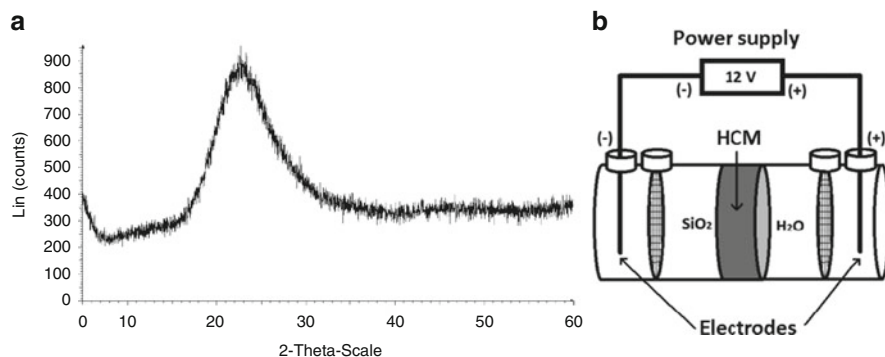 a
Lin (counts)
900
800
700
600
500
400
300
200
100
0
0 10 20 30 40 50 60
2-Theta-Scale
b
Power supply
12 V
(-) (+)
(-) (+)
HCM
SiO₂ H₂O
Electrodes